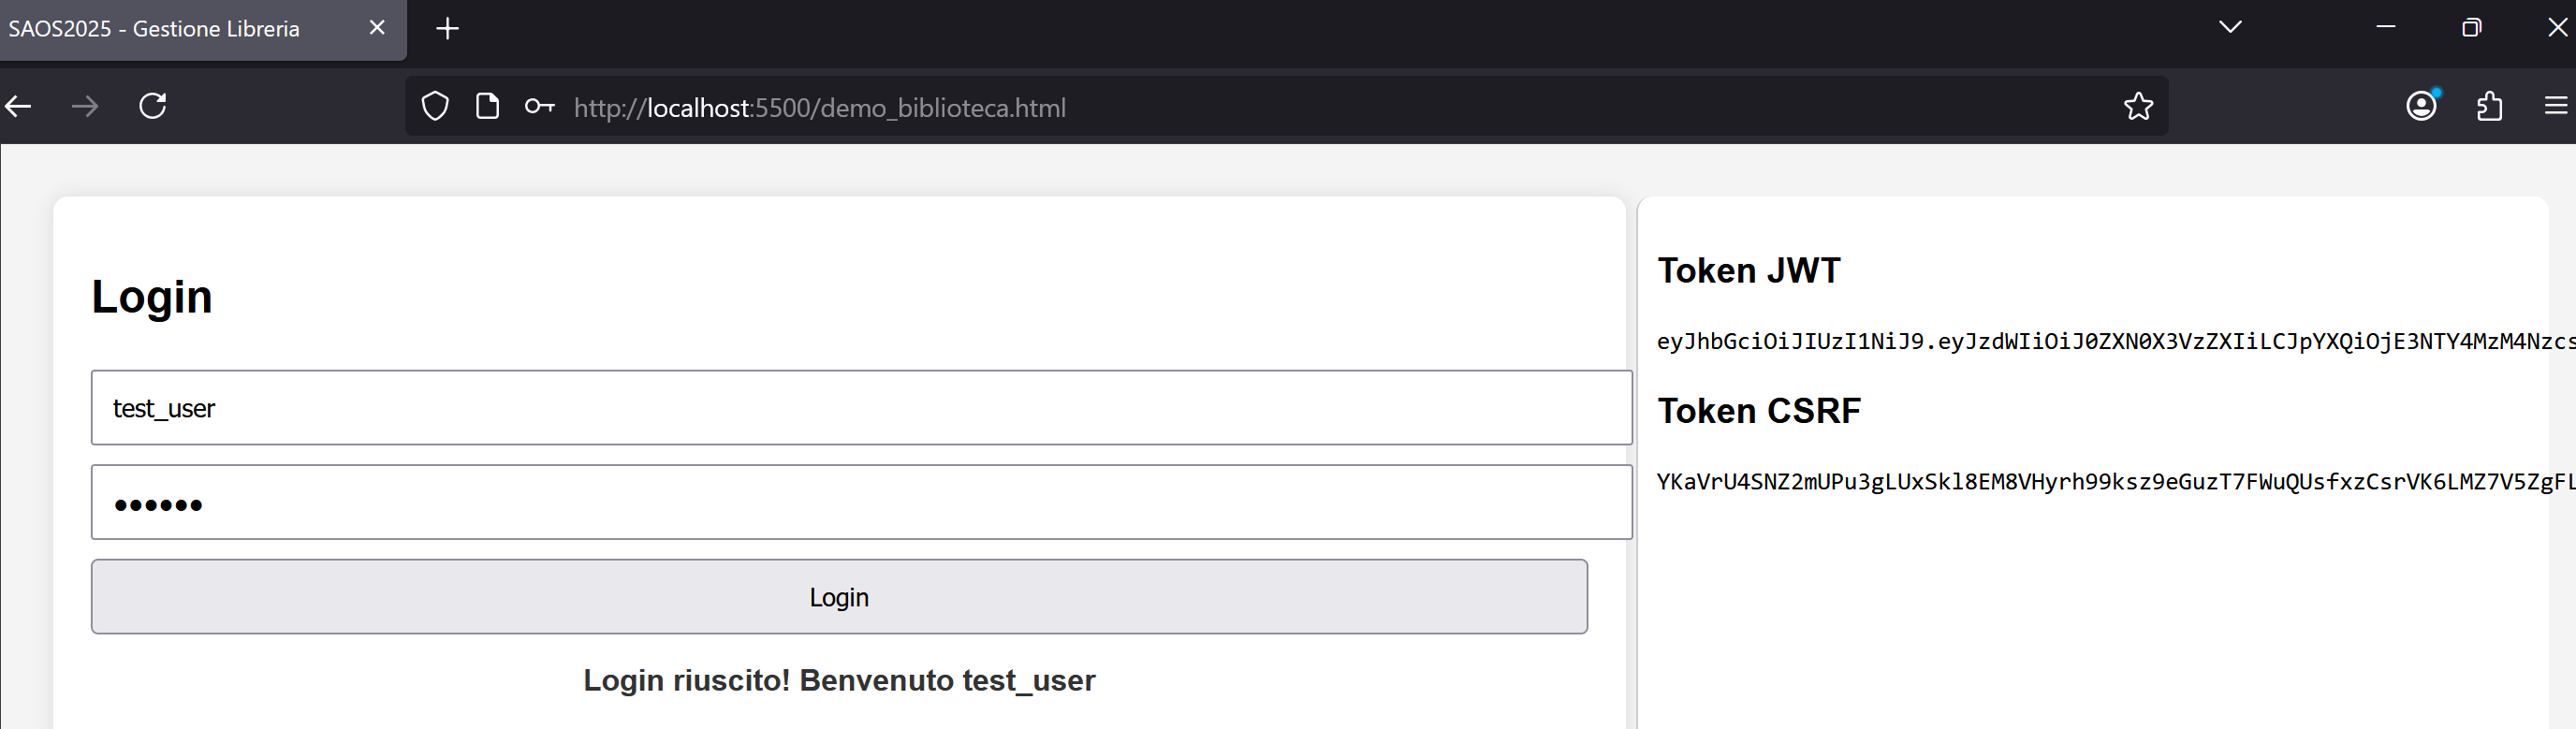 SAOS2025 - Gestione Libreria
http://localhost:5500/demo_biblioteca.html
Login
test_user
Login
Login riuscito! Benvenuto test_user
Token JWT
eyJhbGciOiJIUzI1NiJ9.eyJzdWIiOiJ0ZXN0X3VzZXIiLCJpYXQiOjE3NTY4MzM4Nzcs
Token CSRF
YKaVrU4SNZ2mUPu3gLUxSkl8EM8VHyrh99ksz9eGuzT7FWuQUsfxzCsrVK6LMZ7V5ZgFL